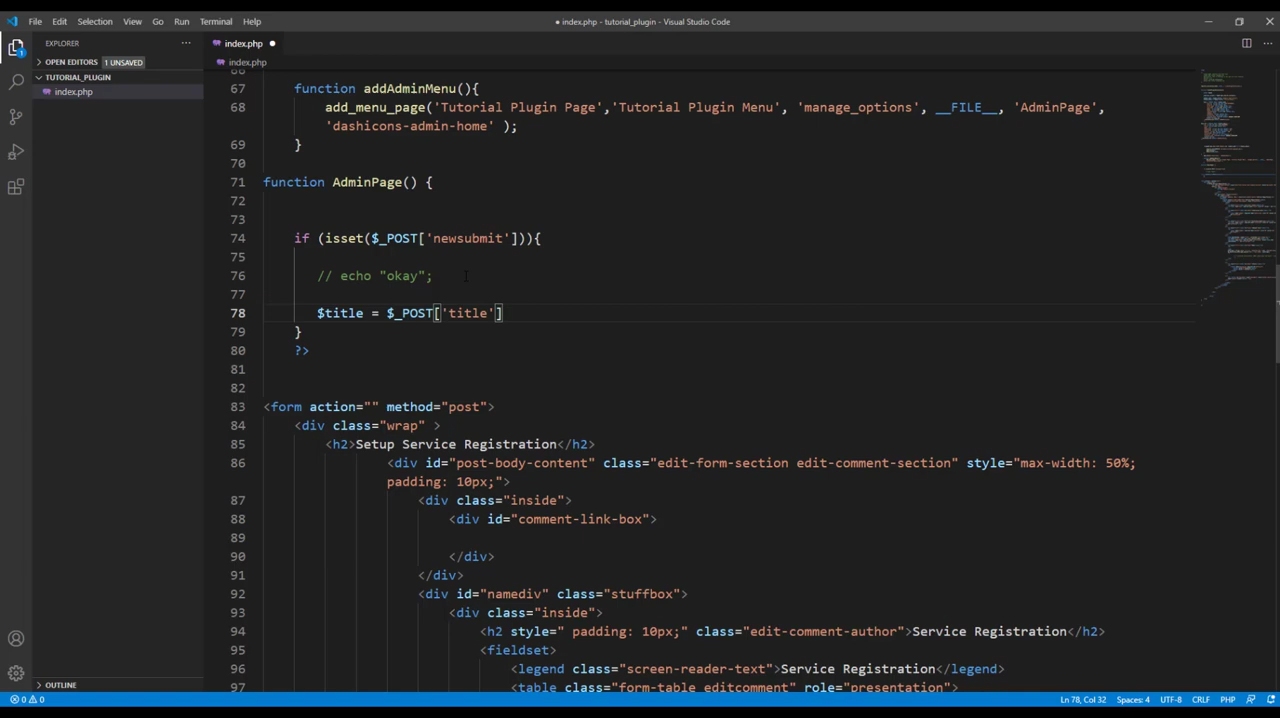 File Edit Selection View Go Run Terminal Help
● index.php - tutorial_plugin - Visual Studio Code
EXPLORER
OPEN EDITORS 1 UNSAVED
TUTORIAL_PLUGIN
index.php
OUTLINE
1
index.php ●
index.php
66
67 function addAdminMenu(){
68 add_menu_page('Tutorial Plugin Page','Tutorial Plugin Menu', 'manage_options', __FILE__, 'AdminPage',
'dashicons-admin-home' );
69 }
70
71 function AdminPage() {
72
73
74 if (isset($_POST['newsubmit'])){
75
76 // echo "okay";
77
78 $title = $_POST['title']
79 }
80 ?>
81
82
83 <form action="" method="post">
84 <div class="wrap" >
85 <h2>Setup Service Registration</h2>
86 <div id="post-body-content" class="edit-form-section edit-comment-section" style="max-width: 50%;
padding: 10px;">
87 <div class="inside">
88 <div id="comment-link-box">
89
90 </div>
91 </div>
92 <div id="namediv" class="stuffbox">
93 <div class="inside">
94 <h2 style=" padding: 10px;" class="edit-comment-author">Service Registration</h2>
95 <fieldset>
96 <legend class="screen-reader-text">Service Registration</legend>
97 <table class="form-table editcomment" role="presentation">
0 0 Ln 78, Col 32 Spaces: 4 UTF-8 CRLF PHP